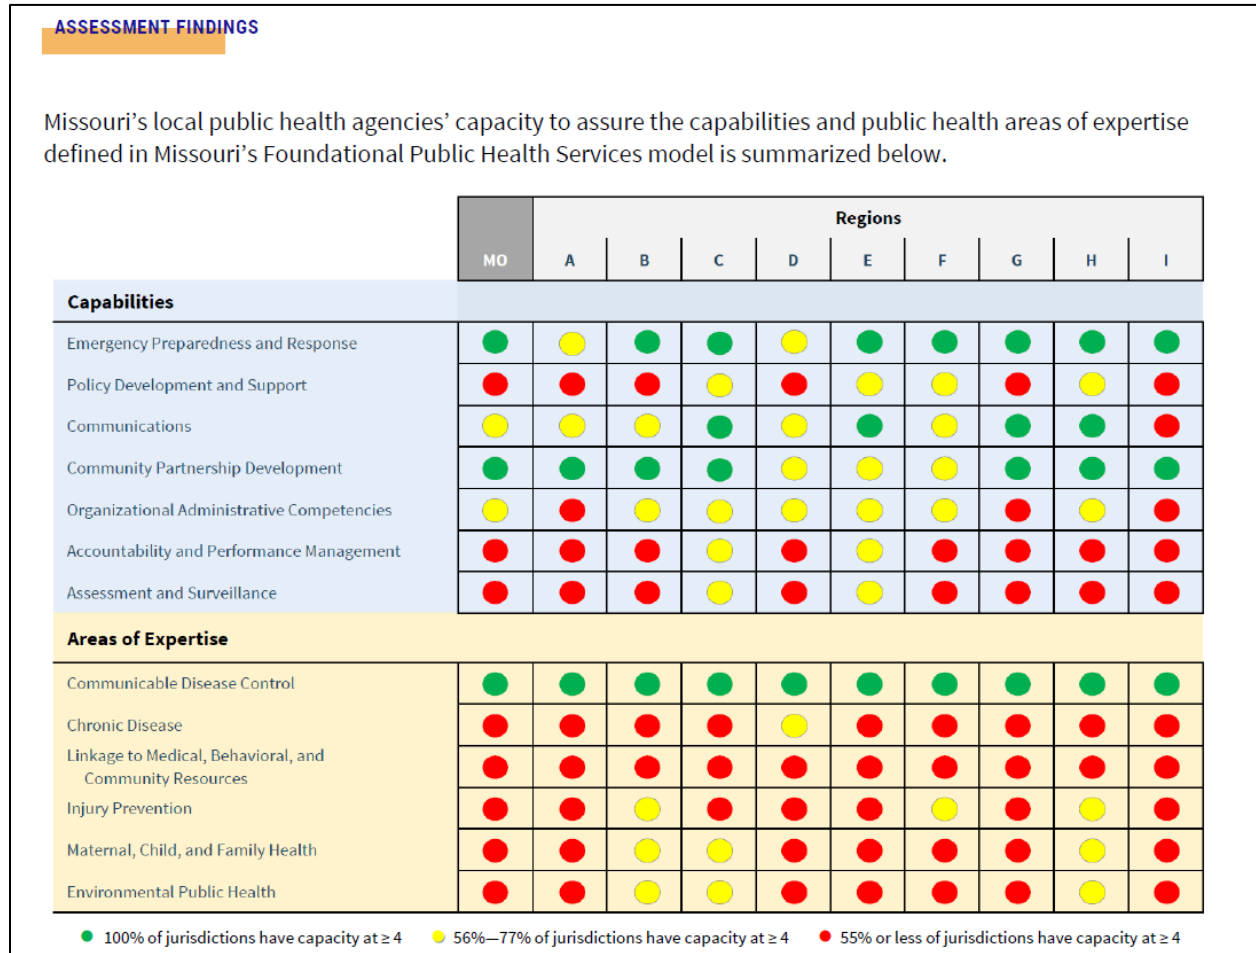 ASSESSMENT FINDINGS
Missouri’s local public health agencies’ capacity to assure the capabilities and public health areas of expertise
defined in Missouri’s Foundational Public Health Services model is summarized below.
Regions
MO A B C D E F G H I
Capabilities
Emergency Preparedness and Response
Policy Development and Support
Communications
Community Partnership Development
Organizational Administrative Competencies
Accountability and Performance Management
Assessment and Surveillance
Areas of Expertise
Communicable Disease Control
Chronic Disease
Linkage to Medical, Behavioral, and
Community Resources
Injury Prevention
Maternal, Child, and Family Health
Environmental Public Health
100% of jurisdictions have capacity at ≥ 4 56%—77% of jurisdictions have capacity at ≥ 4 55% or less of jurisdictions have capacity at ≥ 4